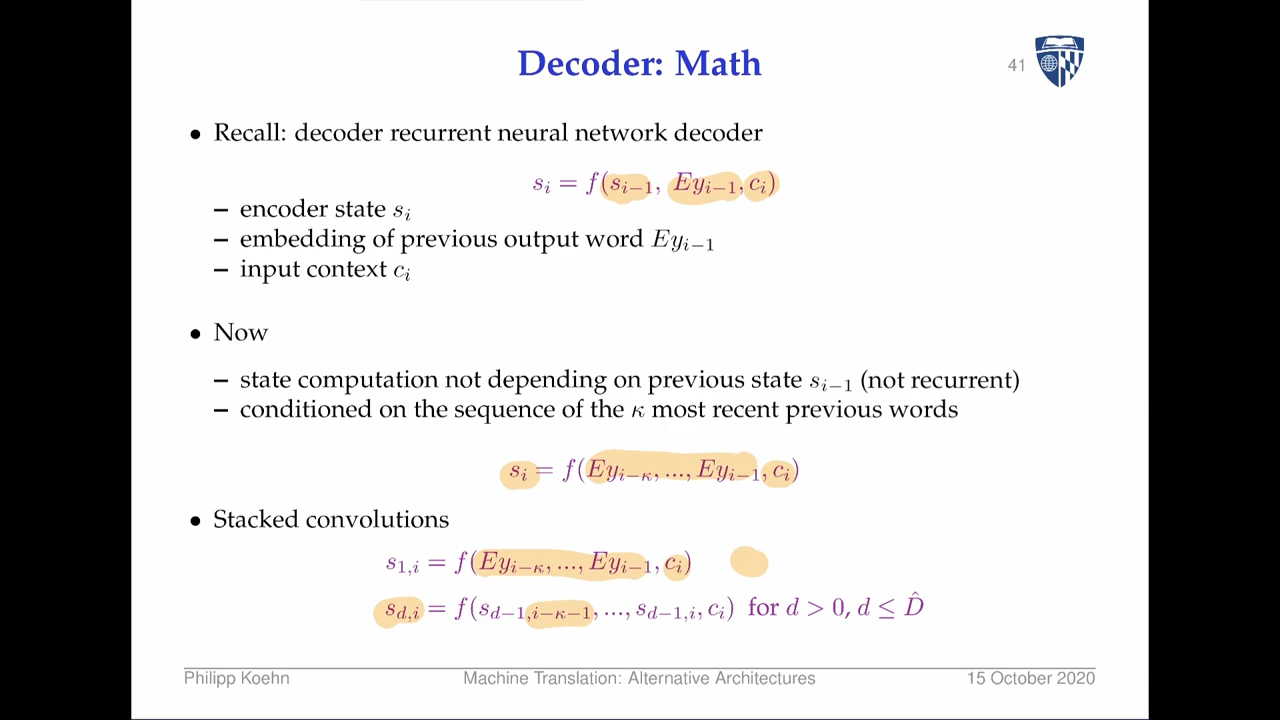 Decoder: Math
41
• Recall: decoder recurrent neural network decoder
s_i = f(s_{i−1}, Ey_{i−1}, c_i)
– encoder state s_i
– embedding of previous output word Ey_{i−1}
– input context c_i
• Now
– state computation not depending on previous state s_{i−1} (not recurrent)
– conditioned on the sequence of the κ most recent previous words
s_i = f(Ey_{i−κ}, ..., Ey_{i−1}, c_i)
• Stacked convolutions
s_{1,i} = f(Ey_{i−κ}, ..., Ey_{i−1}, c_i)
s_{d,i} = f(s_{d−1,i−κ−1}, ..., s_{d−1,i}, c_i) for d > 0, d ≤ D̂
Philipp Koehn Machine Translation: Alternative Architectures 15 October 2020